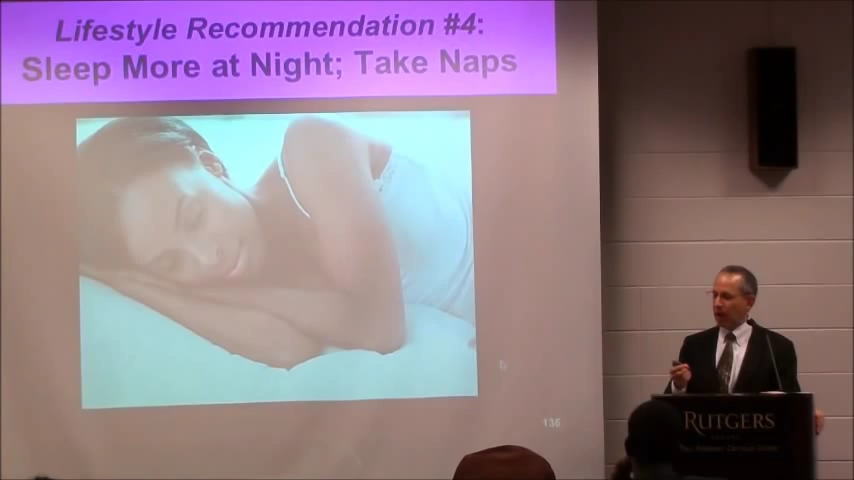 Lifestyle Recommendation #4:
Sleep More at Night; Take Naps
136
RUTGERS